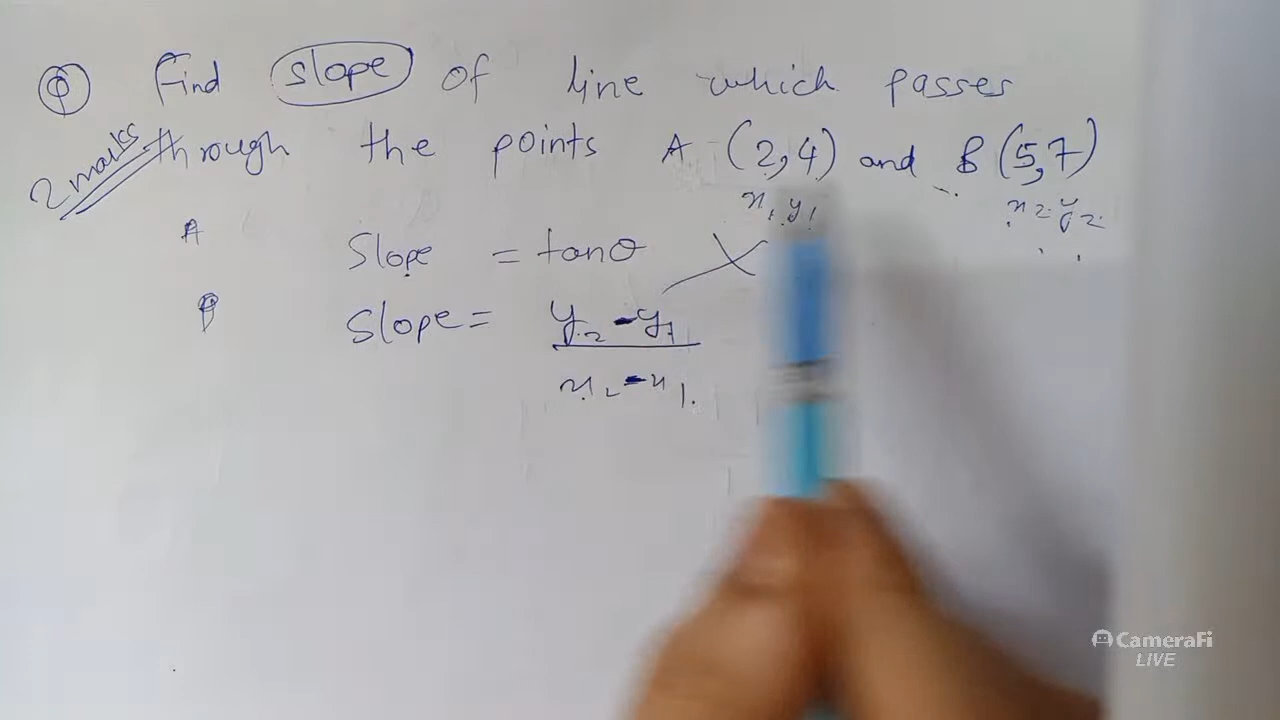 Q Find slope of line which passes
2 marks through the points A (2,4) and B (5,7)
x₁ y₁ x₂ y₂
A Slope = tanθ
Slope = y₂ - y₁
x₂ - x₁
CameraFi
LIVE